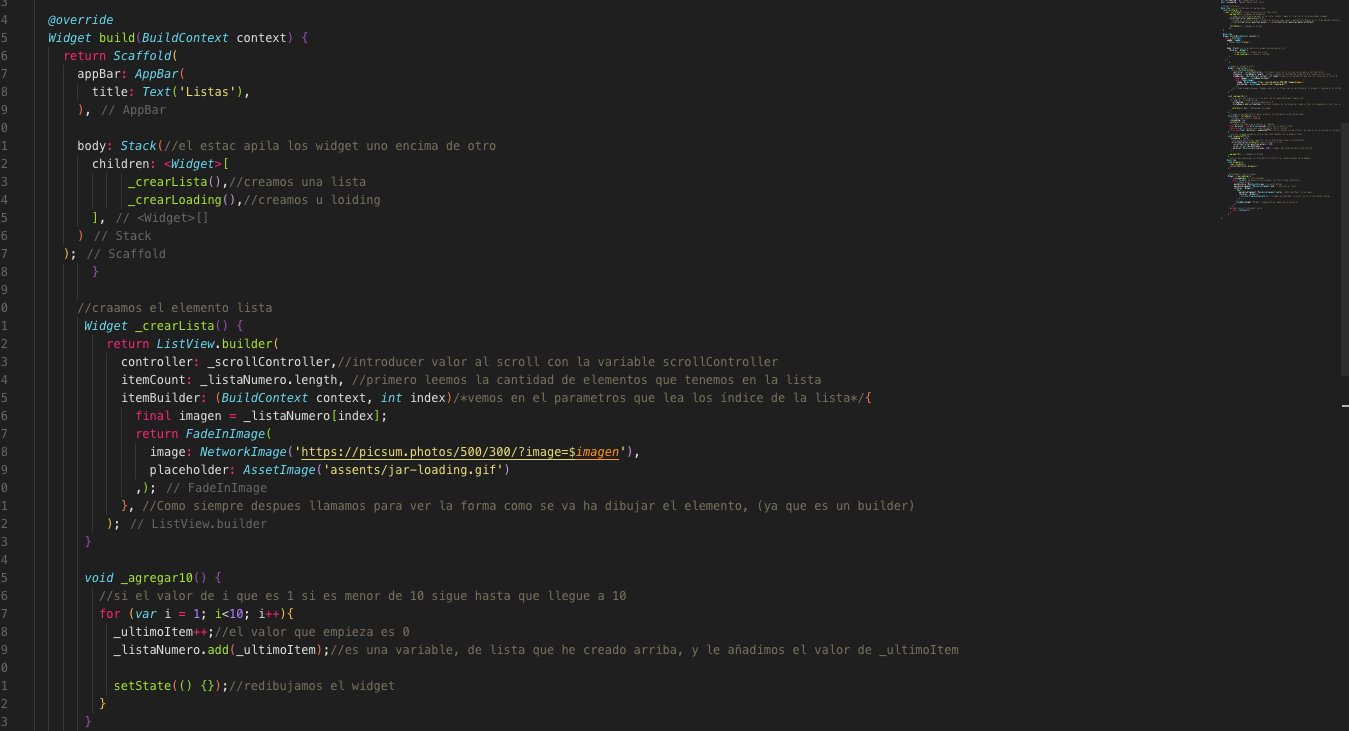 3
4 @override
5 Widget build(BuildContext context) {
6 return Scaffold(
7 appBar: AppBar(
8 title: Text('Listas'),
9 ), // AppBar
0
1 body: Stack(//el estac apila los widget uno encima de otro
2 children: <Widget>[
3 _crearLista(),//creamos una lista
4 _crearLoading(),//creamos u loiding
5 ], // <Widget>[]
6 ) // Stack
7 ); // Scaffold
8 }
9
0 //craamos el elemento lista
1 Widget _crearLista() {
2 return ListView.builder(
3 controller: _scrollController,//introducer valor al scroll con la variable scrollController
4 itemCount: _listaNumero.length, //primero leemos la cantidad de elementos que tenemos en la lista
5 itemBuilder: (BuildContext context, int index)/*vemos en el parametros que lea los índice de la lista*/{
6 final imagen = _listaNumero[index];
7 return FadeInImage(
8 image: NetworkImage('https://picsum.photos/500/300/?image=$imagen'),
9 placeholder: AssetImage('assents/jar-loading.gif')
0 ,); // FadeInImage
1 }, //Como siempre despues llamamos para ver la forma como se va ha dibujar el elemento, (ya que es un builder)
2 ); // ListView.builder
3 }
4
5 void _agregar10() {
6 //si el valor de i que es 1 si es menor de 10 sigue hasta que llegue a 10
7 for (var i = 1; i<10; i++){
8 _ultimoItem++;//el valor que empieza es 0
9 _listaNumero.add(_ultimoItem);//es una variable, de lista que he creado arriba, y le añadimos el valor de _ultimoItem
0
1 setState(() {});//redibujamos el widget
2 }
3 }